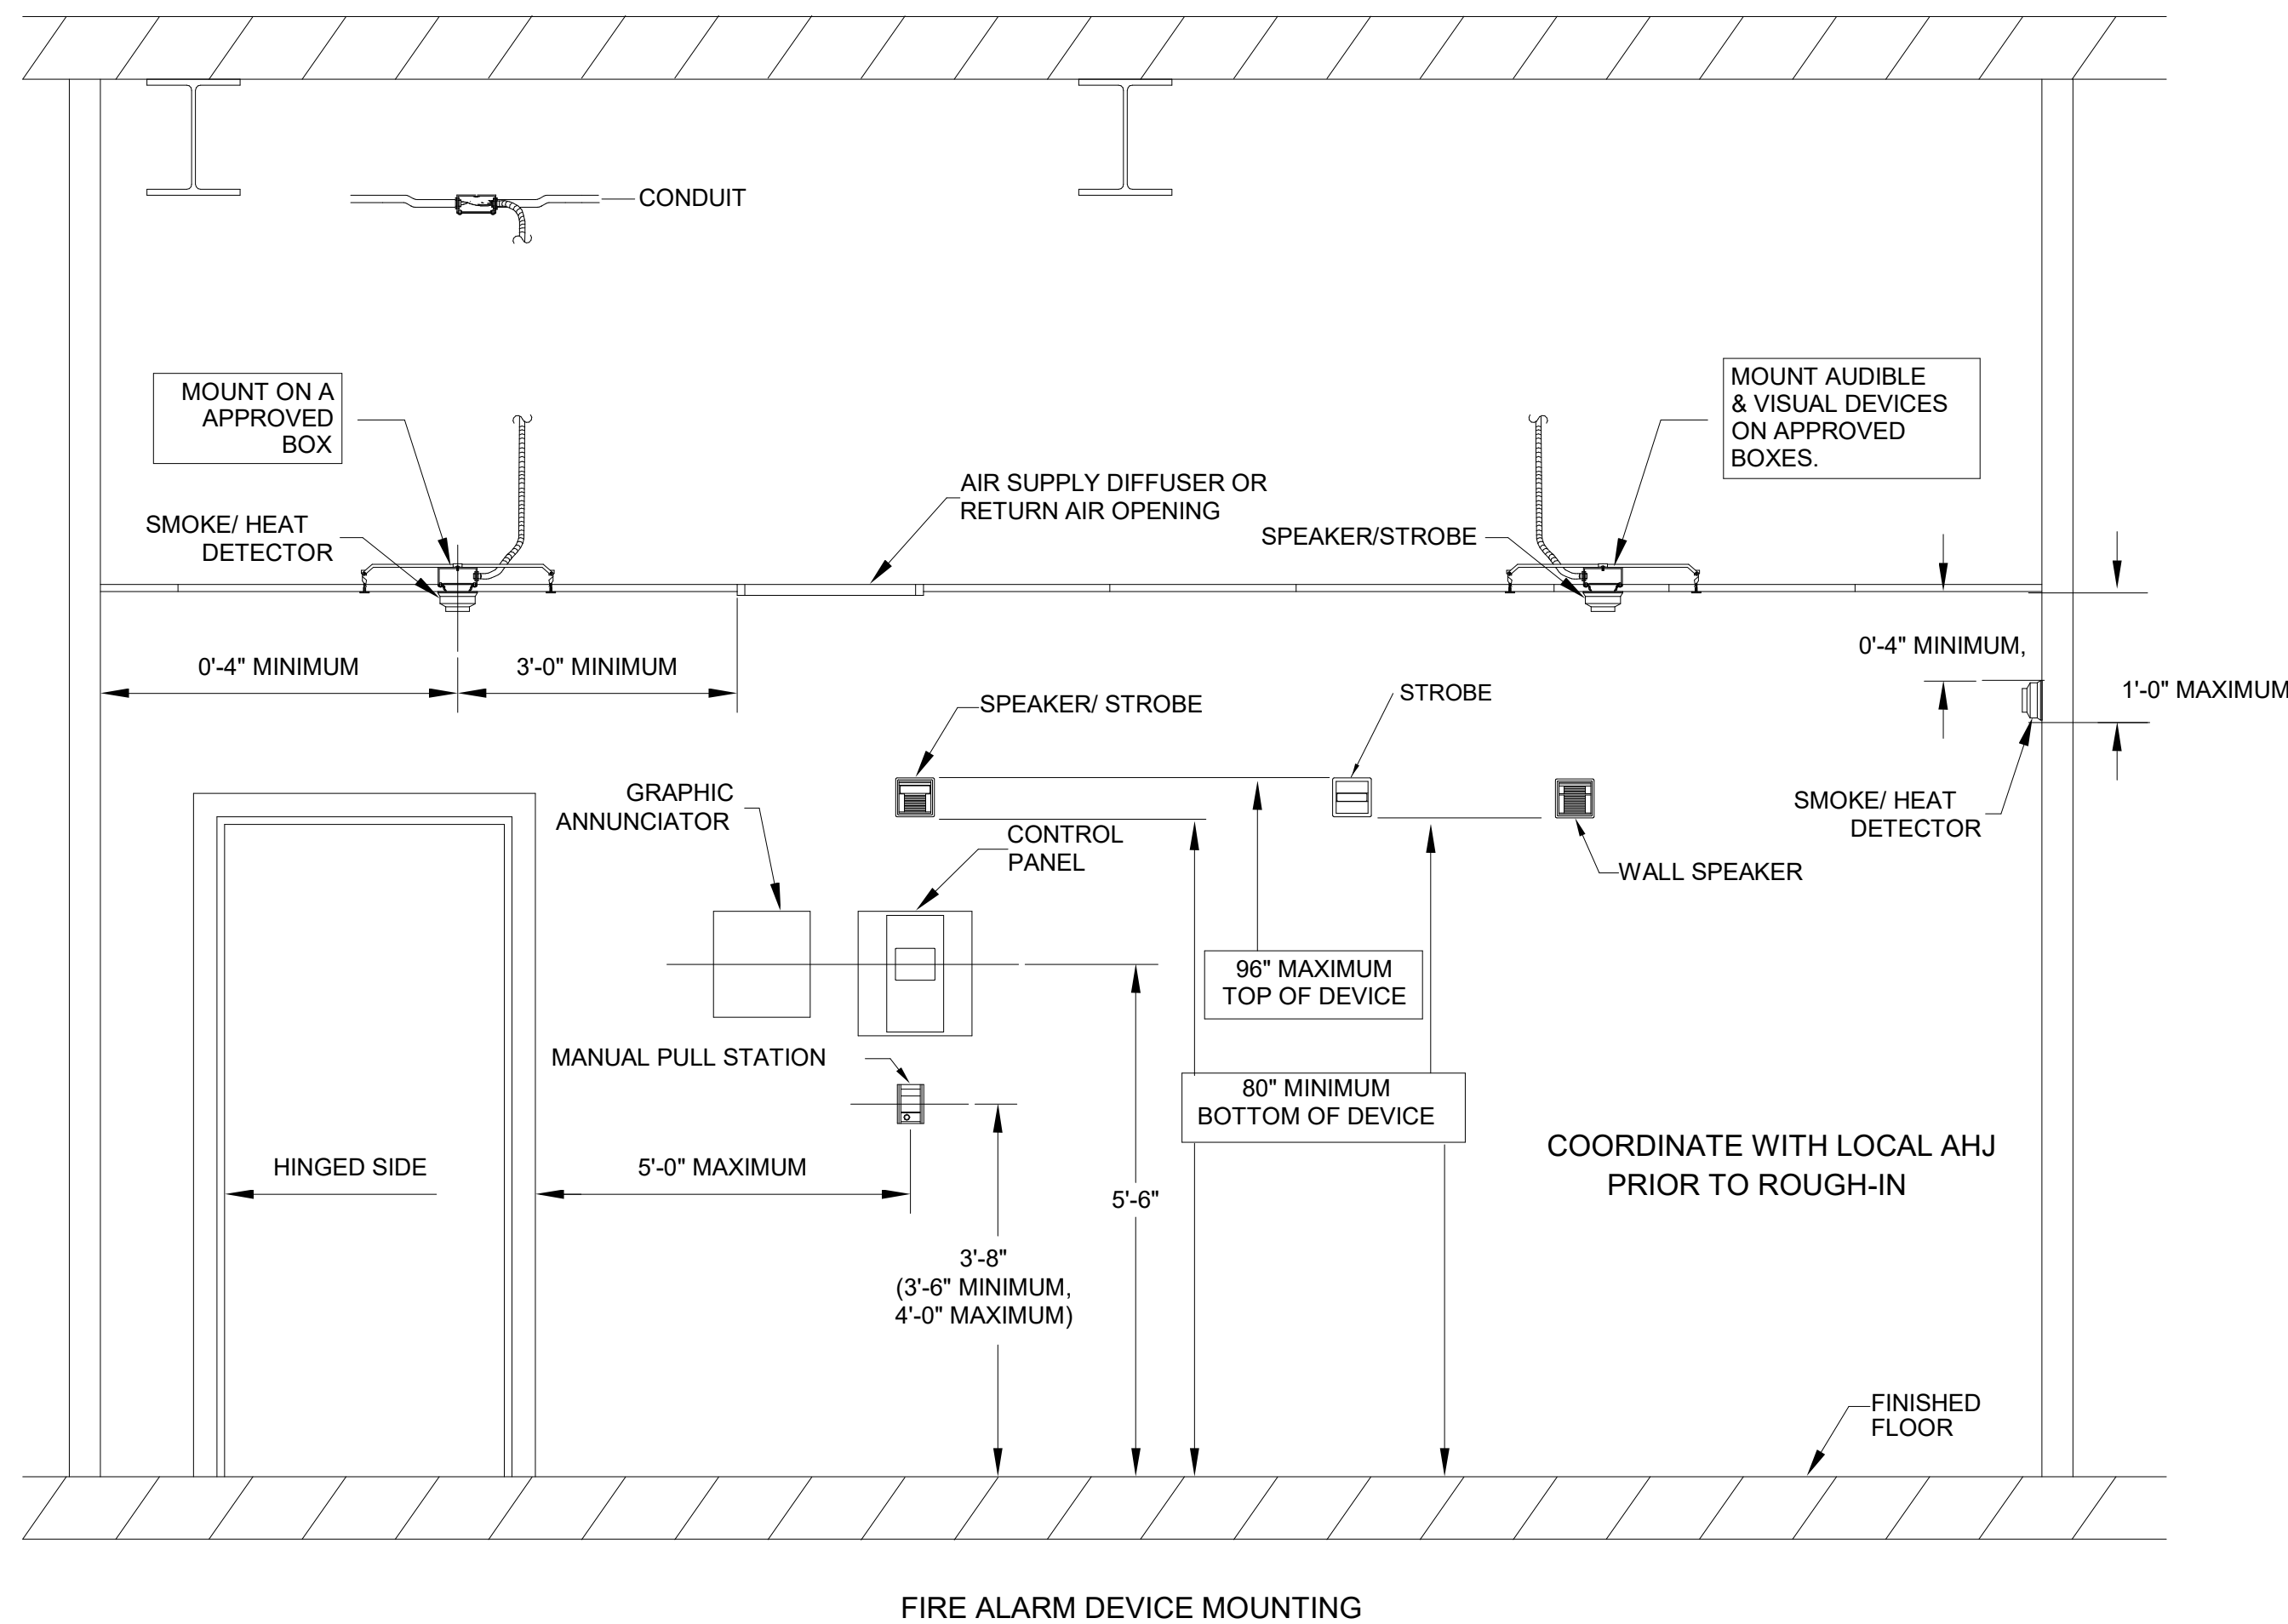 CONDUIT
MOUNT ON A
APPROVED
BOX
MOUNT AUDIBLE
& VISUAL DEVICES
ON APPROVED
BOXES.
AIR SUPPLY DIFFUSER OR
RETURN AIR OPENING
SMOKE/ HEAT
DETECTOR
SPEAKER/STROBE
0'-4" MINIMUM
3'-0" MINIMUM
0'-4" MINIMUM,
1'-0" MAXIMUM
SPEAKER/ STROBE
STROBE
GRAPHIC
ANNUNCIATOR
CONTROL
PANEL
SMOKE/ HEAT
DETECTOR
WALL SPEAKER
96" MAXIMUM
TOP OF DEVICE
MANUAL PULL STATION
80" MINIMUM
BOTTOM OF DEVICE
HINGED SIDE
5'-0" MAXIMUM
5'-6"
COORDINATE WITH LOCAL AHJ
PRIOR TO ROUGH-IN
3'-8"
(3'-6" MINIMUM,
4'-0" MAXIMUM)
FINISHED
FLOOR
FIRE ALARM DEVICE MOUNTING